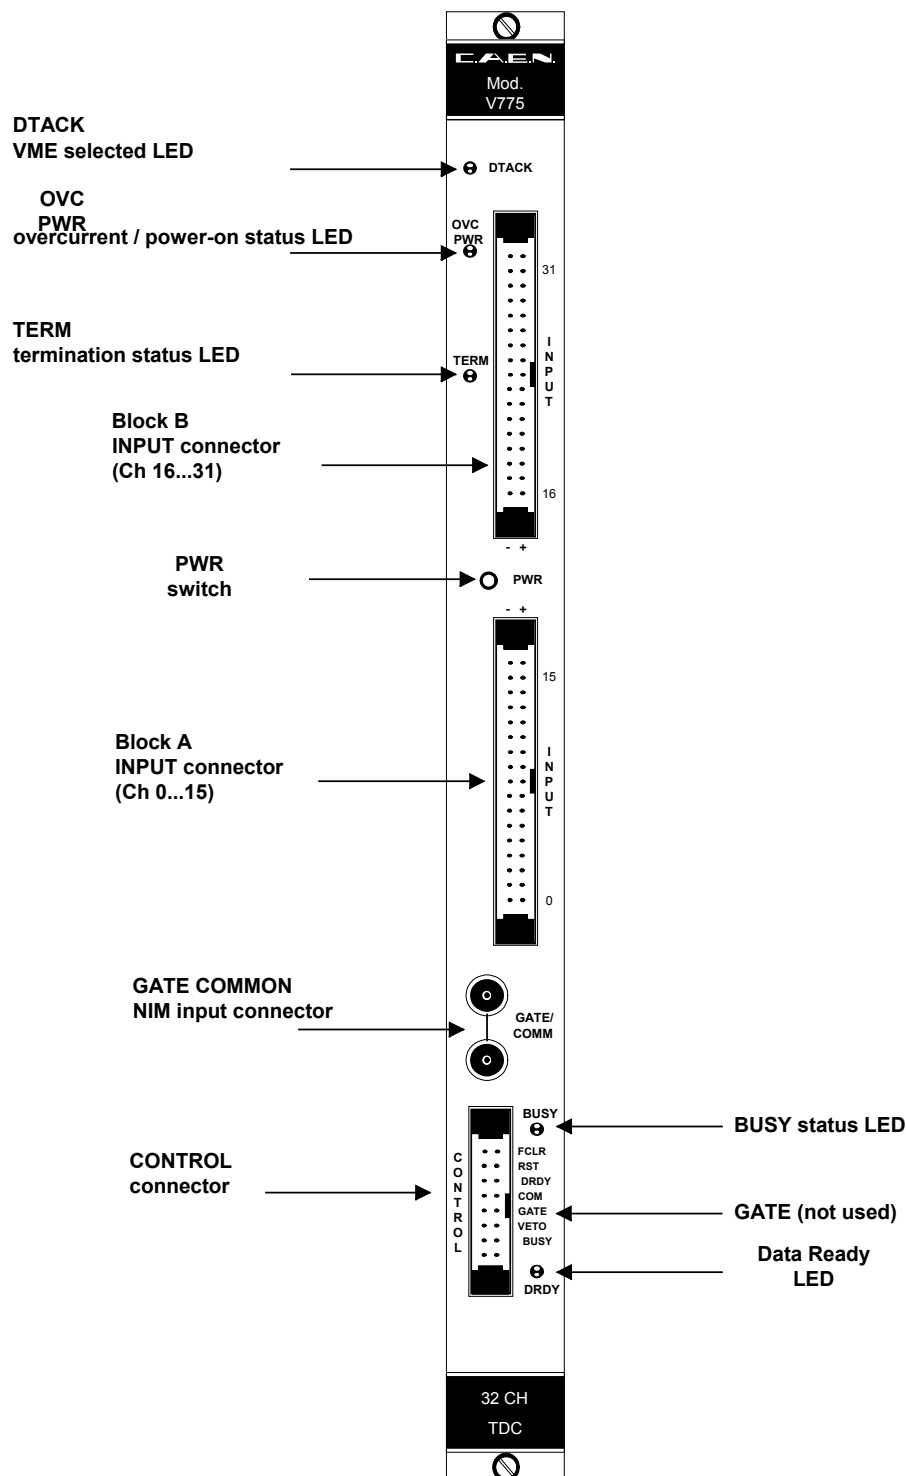 C.A.E.N.
Mod.
V775
DTACK
VME selected LED
DTACK
OVC
PWR
overcurrent / power-on status LED
OVC
PWR
31
TERM
termination status LED
TERM
INPUT
Block B
INPUT connector
(Ch 16...31)
16
- +
PWR
switch
PWR
- +
15
Block A
INPUT connector
(Ch 0...15)
INPUT
0
GATE COMMON
NIM input connector
GATE/
COMM
BUSY
BUSY status LED
CONTROL
connector
CONTROL
FCLR
RST
DRDY
COM
GATE
VETO
BUSY
GATE (not used)
Data Ready
LED
DRDY
32 CH
TDC